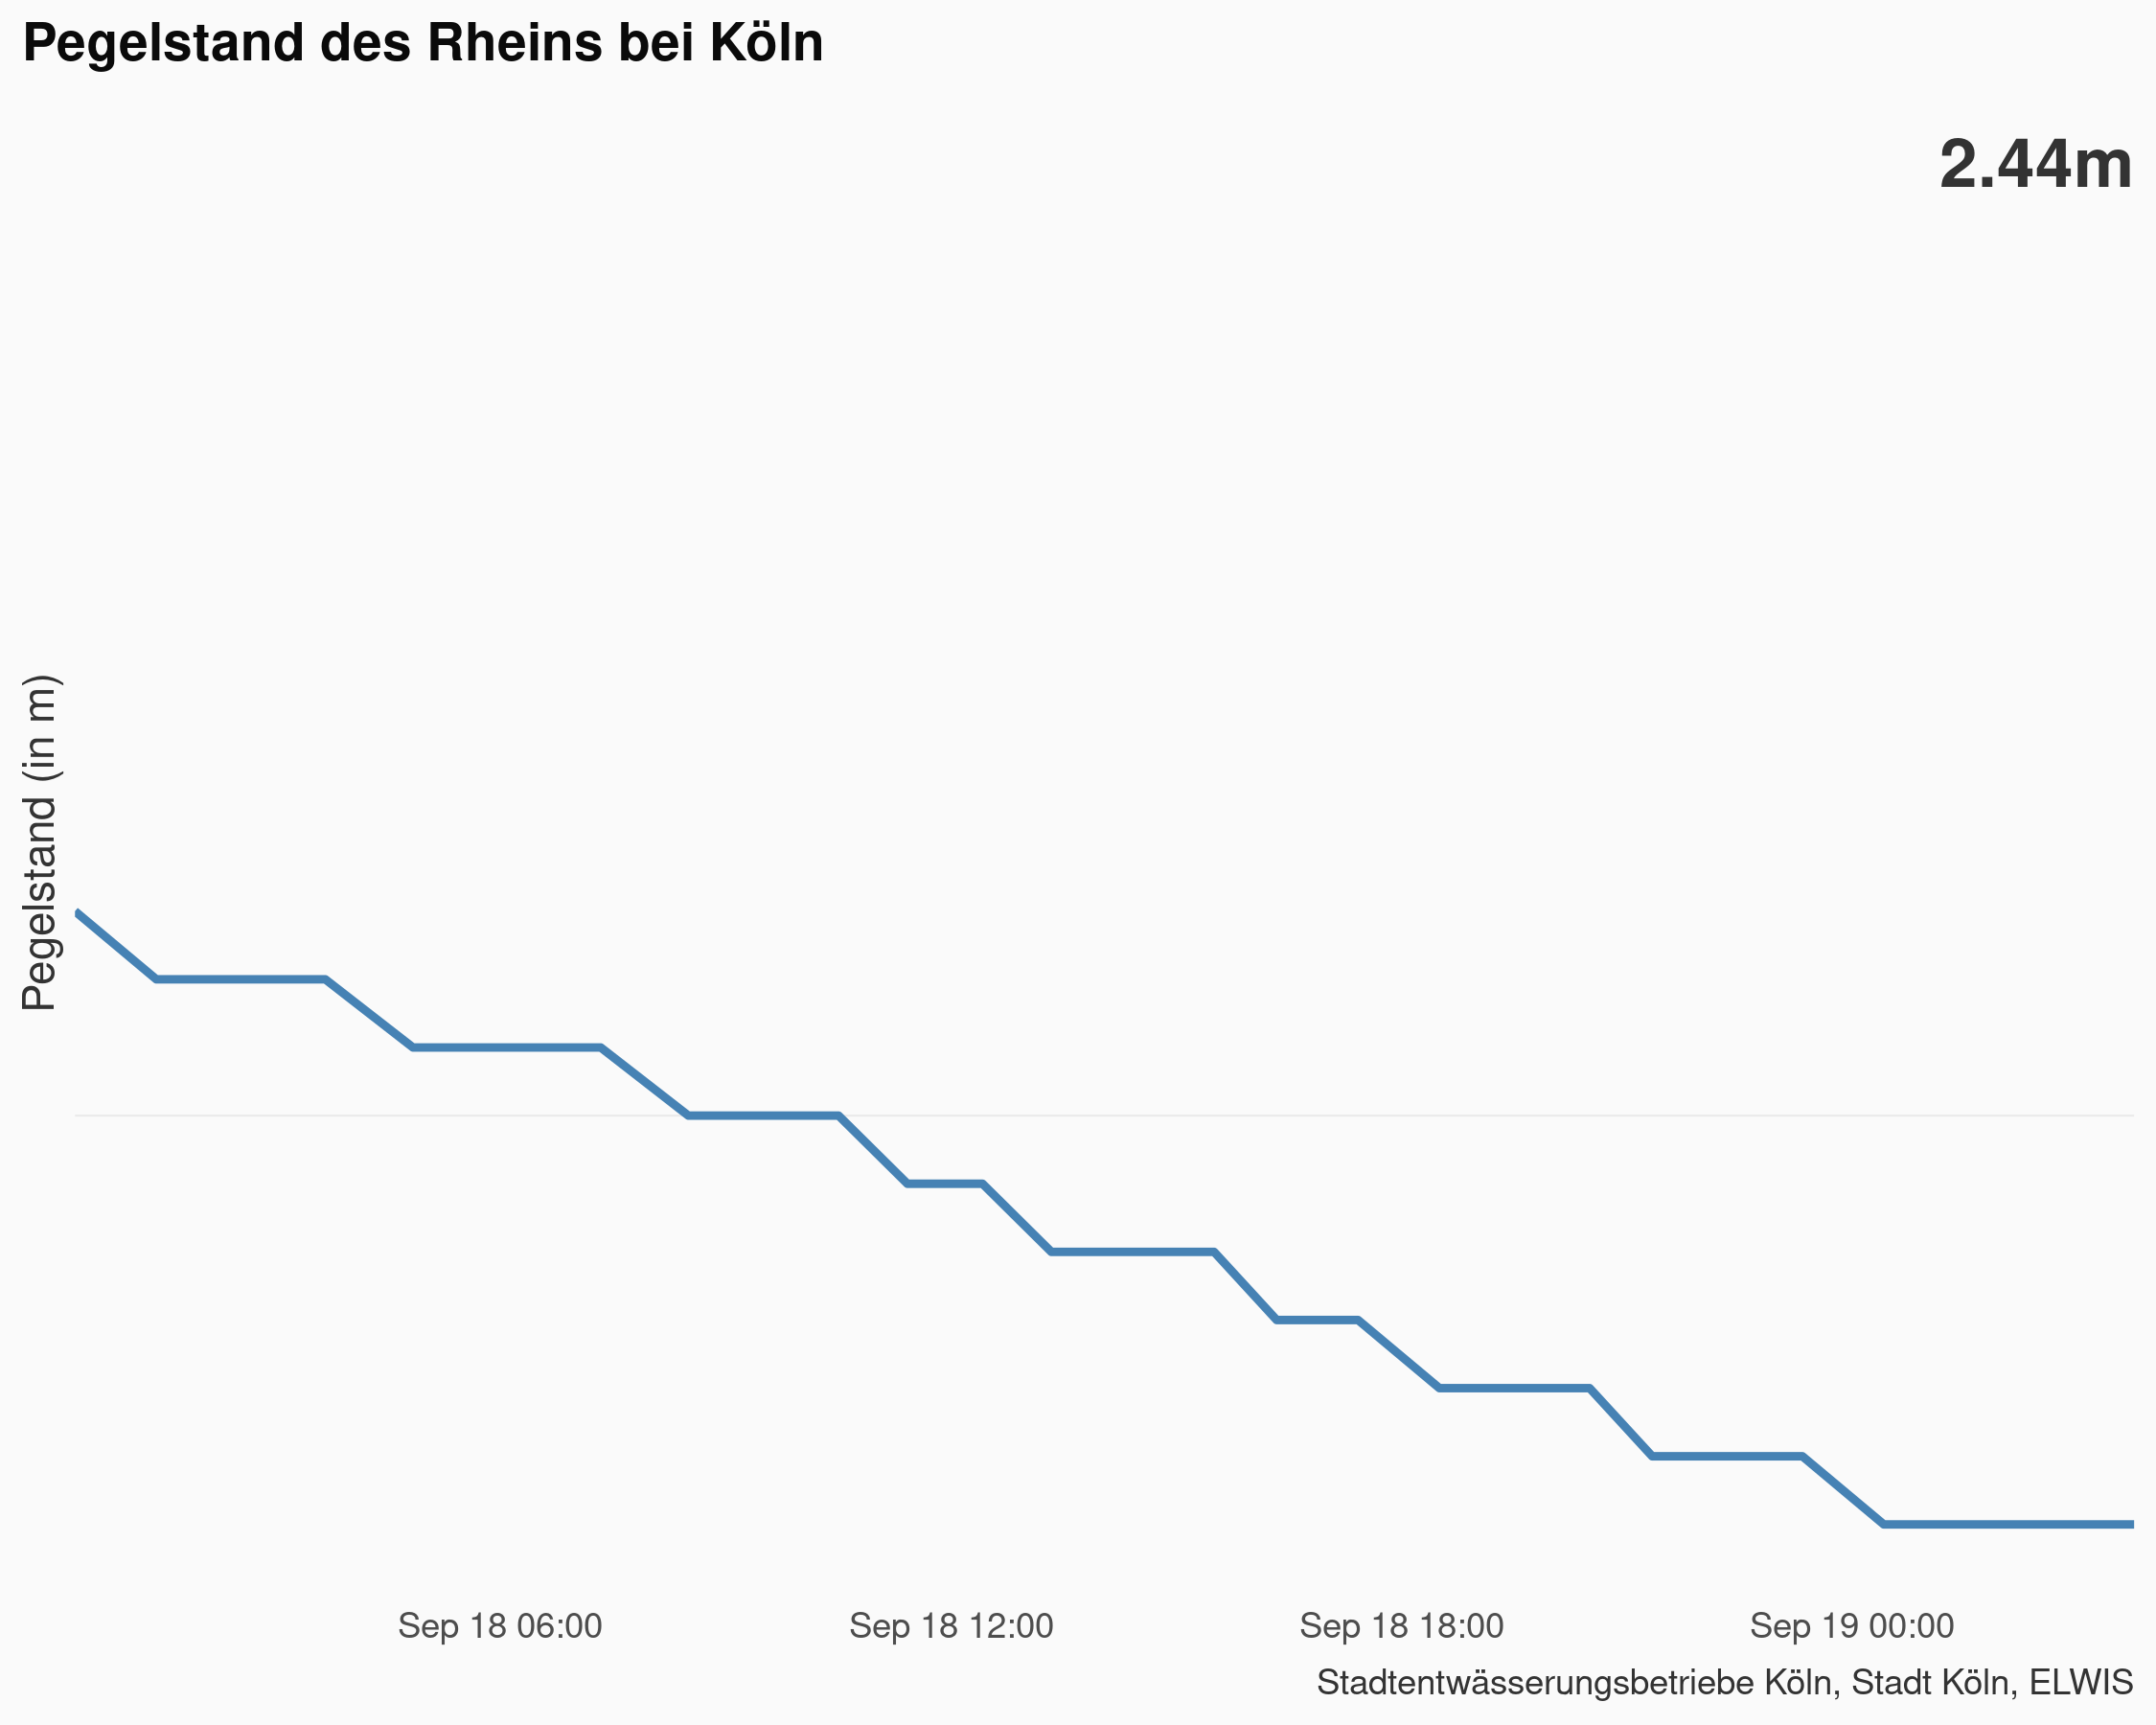 Pegelstand des Rheins bei Köln
2.44m
Pegelstand (in m)
Sep 18 06:00
Sep 18 12:00
Sep 18 18:00
Sep 19 00:00
Stadtentwässerungsbetriebe Köln, Stadt Köln, ELWIS